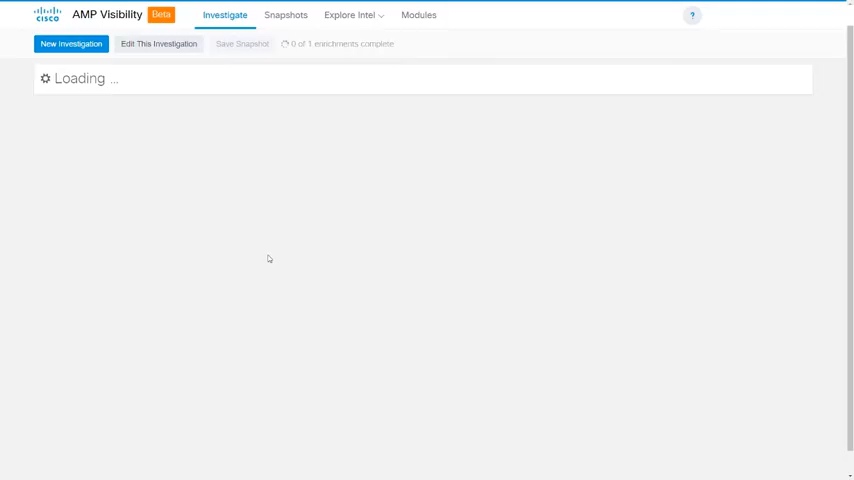 CISCO AMP Visibility Beta Investigate Snapshots Explore Intel Modules ?
New Investigation Edit This Investigation Save Snapshot 0 of 1 enrichments complete
Loading ...